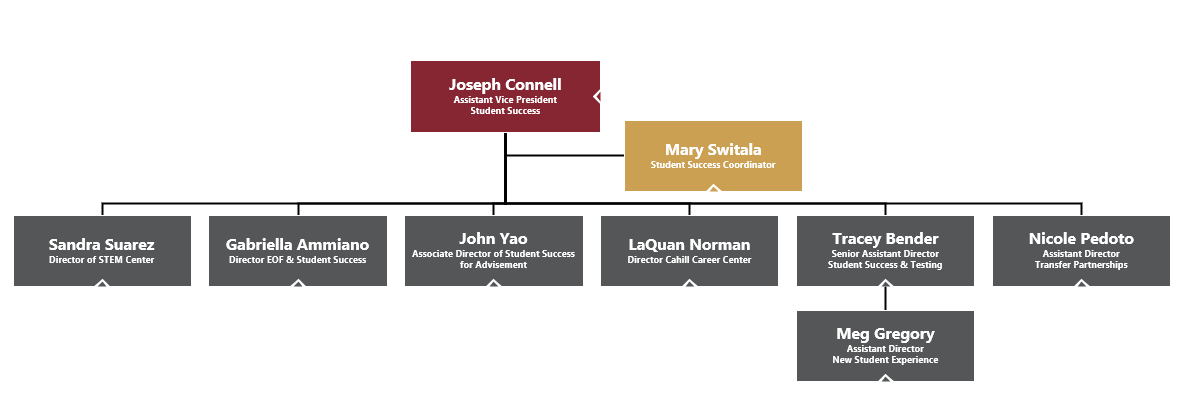 Joseph Connell
Assistant Vice President
Student Success
Mary Switala
Student Success Coordinator
Sandra Suarez
Director of STEM Center
Gabriella Ammiano
Director EOF & Student Success
John Yao
Associate Director of Student Success
for Advisement
LaQuan Norman
Director Cahill Career Center
Tracey Bender
Senior Assistant Director
Student Success & Testing
Nicole Pedoto
Assistant Director
Transfer Partnerships
Meg Gregory
Assistant Director
New Student Experience